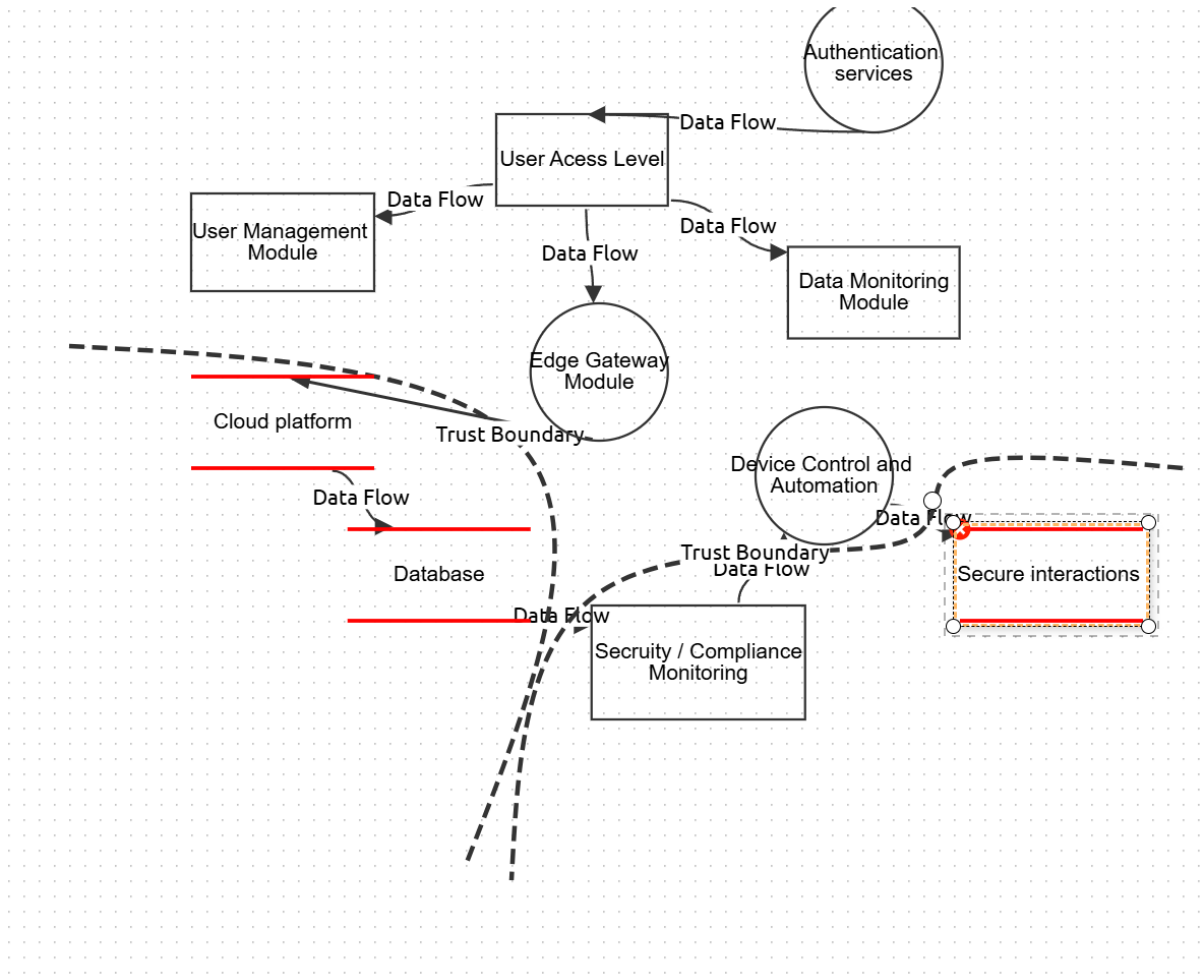 Authentication
services
Data Flow
User Acess Level
Data Flow
User Management
Module
Data Flow
Data Flow
Data Monitoring
Module
Edge Gateway
Module
Cloud platform
Trust Boundary
Data Flow
Device Control and
Automation
Data Flow
Database
Trust Boundary
Data Flow
Secure interactions
Data Flow
Secruity / Compliance
Monitoring